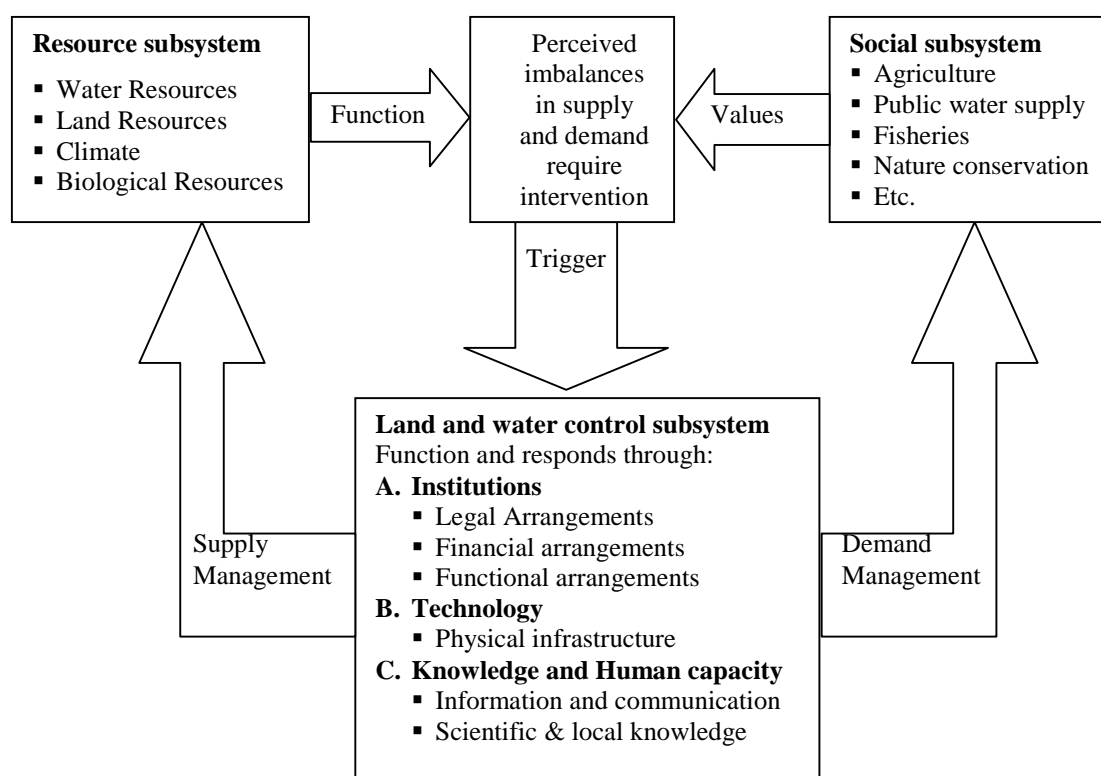 Resource subsystem
▪ Water Resources
▪ Land Resources
▪ Climate
▪ Biological Resources
Function
Perceived
imbalances
in supply
and demand
require
intervention
Values
Social subsystem
▪ Agriculture
▪ Public water supply
▪ Fisheries
▪ Nature conservation
▪ Etc.
Trigger
Land and water control subsystem
Function and responds through:
A. Institutions
▪ Legal Arrangements
▪ Financial arrangements
▪ Functional arrangements
B. Technology
▪ Physical infrastructure
C. Knowledge and Human capacity
▪ Information and communication
▪ Scientific & local knowledge
Supply
Management
Demand
Management